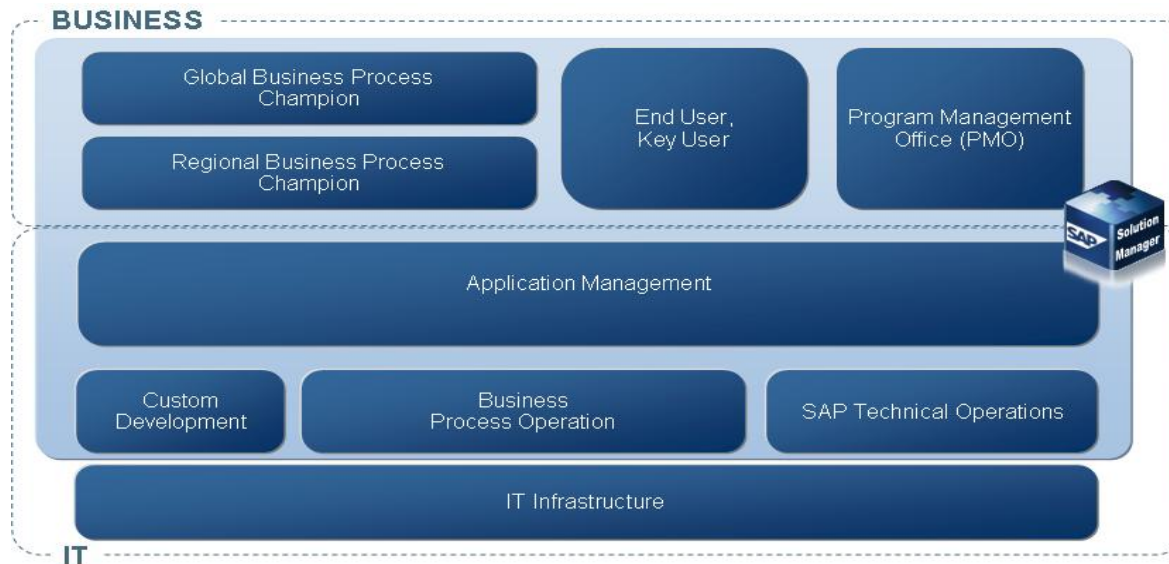 BUSINESS
Global Business Process
Champion
End User,
Key User
Program Management
Office (PMO)
Regional Business Process
Champion
SAP
Solution
Manager
Application Management
Custom
Development
Business
Process Operation
SAP Technical Operations
IT Infrastructure
IT